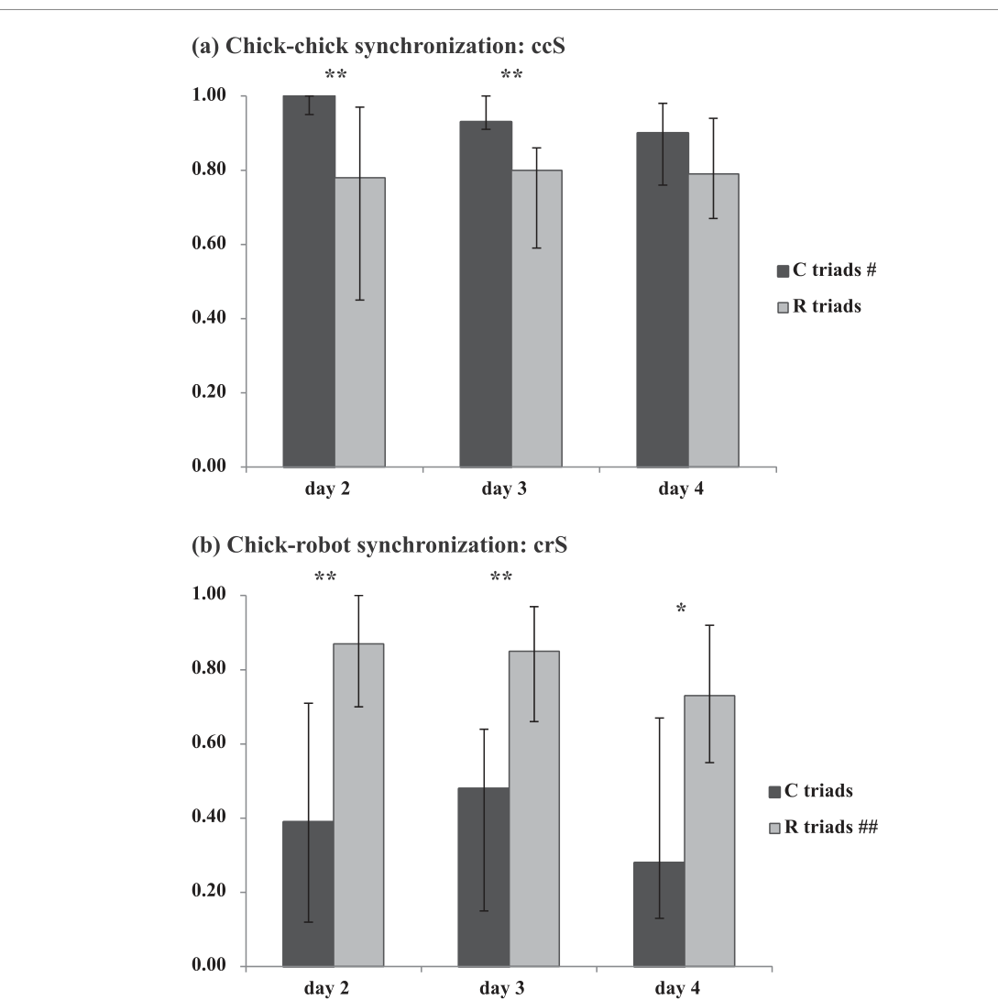 (a) Chick-chick synchronization: ccS
** **
1.00
0.80
0.60
0.40
0.20
0.00
day 2 day 3 day 4
C triads #
R triads
(b) Chick-robot synchronization: crS
** ** *
1.00
0.80
0.60
0.40
0.20
0.00
day 2 day 3 day 4
C triads
R triads ##